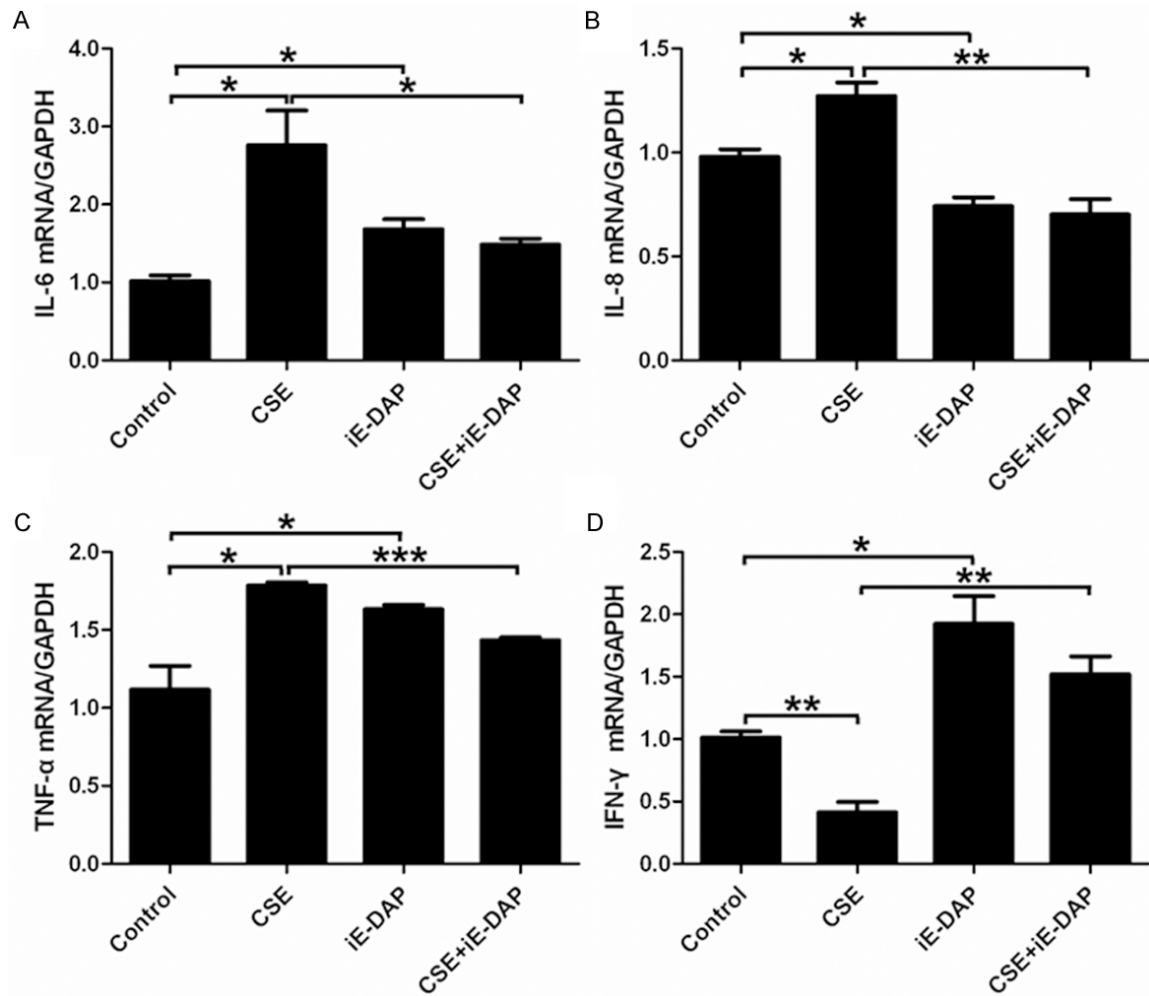 A
IL-6 mRNA/GAPDH
4.0
3.0
2.0
1.0
0.0
*
*
*
Control
CSE
iE-DAP
CSE+iE-DAP
B
IL-8 mRNA/GAPDH
1.5
1.0
0.5
0.0
*
*
**
Control
CSE
iE-DAP
CSE+iE-DAP
C
TNF-α mRNA/GAPDH
2.0
1.5
1.0
0.5
0.0
*
*
***
Control
CSE
iE-DAP
CSE+iE-DAP
D
IFN-γ mRNA/GAPDH
2.5
2.0
1.5
1.0
0.5
0.0
*
**
**
Control
CSE
iE-DAP
CSE+iE-DAP